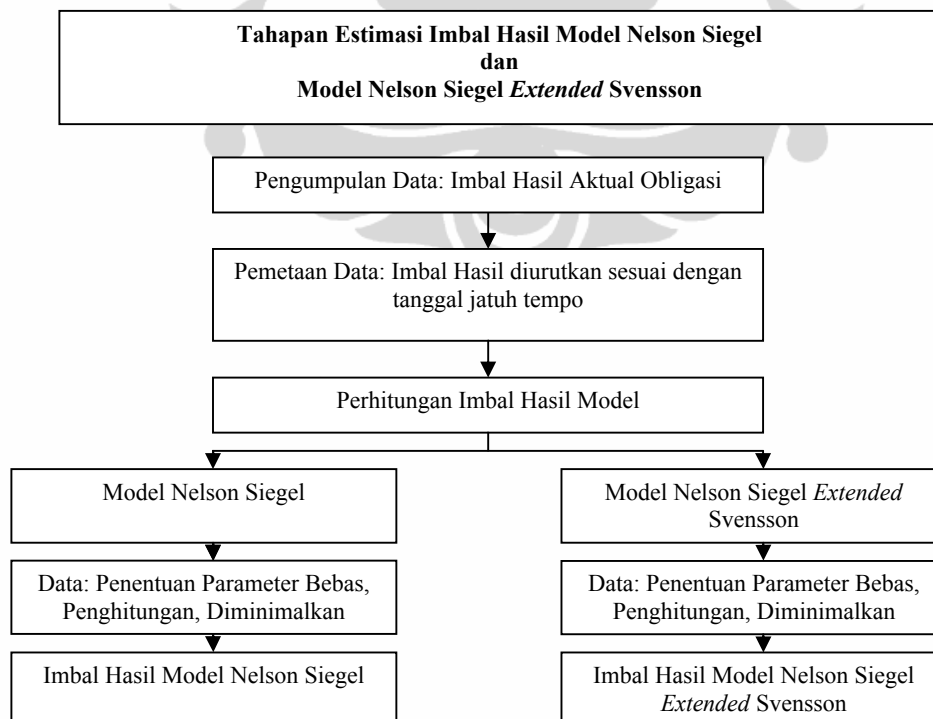 Tahapan Estimasi Imbal Hasil Model Nelson Siegel
dan
Model Nelson Siegel Extended Svensson
Pengumpulan Data: Imbal Hasil Aktual Obligasi
Pemetaan Data: Imbal Hasil diurutkan sesuai dengan
tanggal jatuh tempo
Perhitungan Imbal Hasil Model
Model Nelson Siegel
Model Nelson Siegel Extended
Svensson
Data: Penentuan Parameter Bebas,
Penghitungan, Diminimalkan
Data: Penentuan Parameter Bebas,
Penghitungan, Diminimalkan
Imbal Hasil Model Nelson Siegel
Imbal Hasil Model Nelson Siegel
Extended Svensson